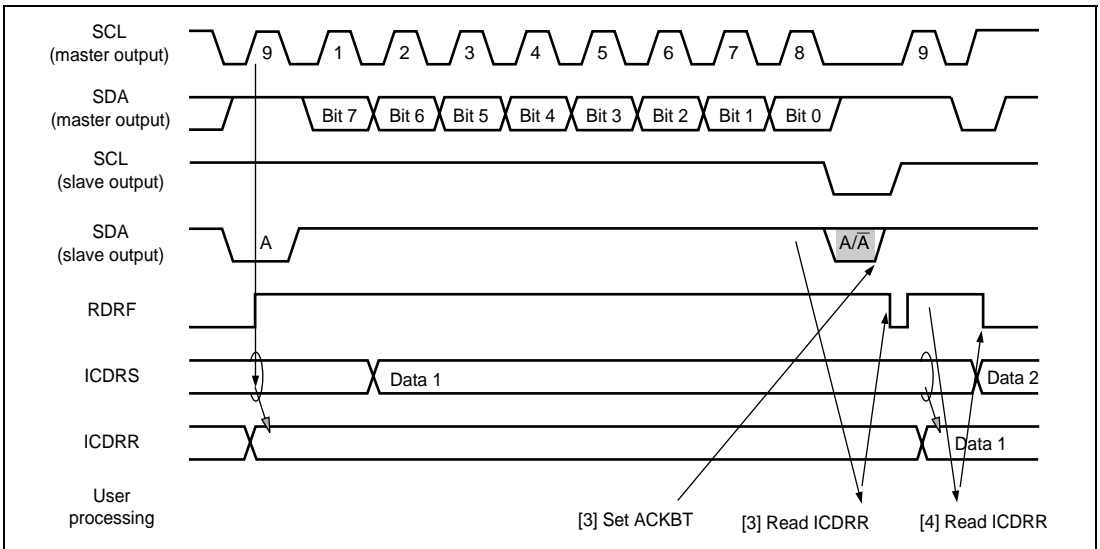 SCL
(master output)
9 1 2 3 4 5 6 7 8 9
SDA
(master output)
Bit 7 Bit 6 Bit 5 Bit 4 Bit 3 Bit 2 Bit 1 Bit 0
SCL
(slave output)
SDA
(slave output)
A A/A̅
RDRF
ICDRS
Data 1 Data 2
ICDRR
Data 1
User
processing
[3] Set ACKBT [3] Read ICDRR [4] Read ICDRR